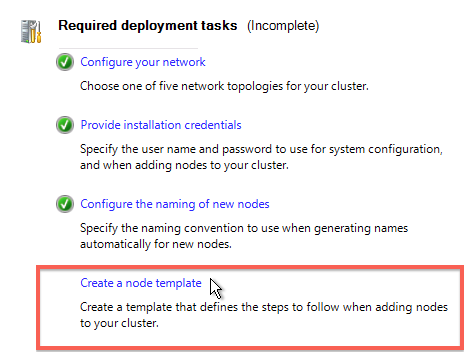 Required deployment tasks (Incomplete)
Configure your network
Choose one of five network topologies for your cluster.
Provide installation credentials
Specify the user name and password to use for system configuration,
and when adding nodes to your cluster.
Configure the naming of new nodes
Specify the naming convention to use when generating names
automatically for new nodes.
Create a node template
Create a template that defines the steps to follow when adding nodes
to your cluster.